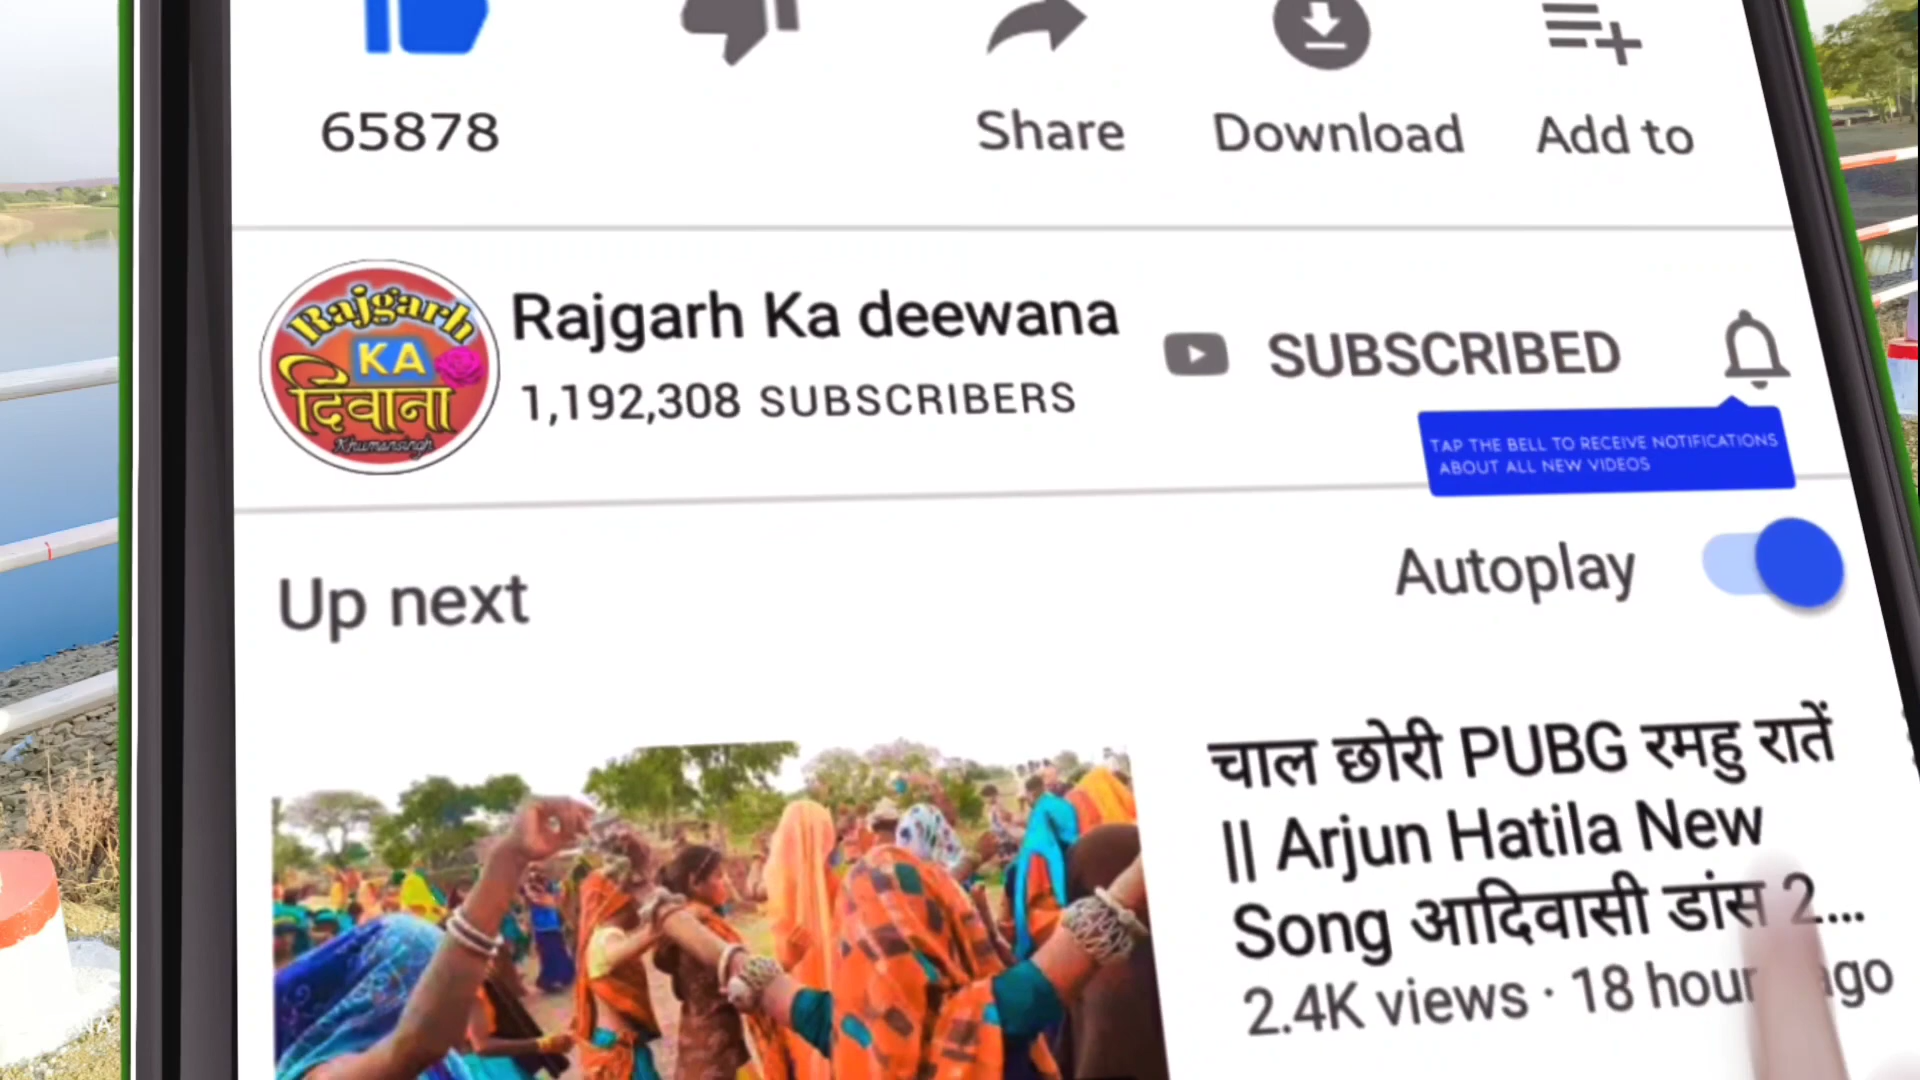 65878
Share
Download
Add to
Rajgarh
KA
दिवाना
Khumansingh
Rajgarh Ka deewana
1,192,308 SUBSCRIBERS
SUBSCRIBED
TAP THE BELL TO RECEIVE NOTIFICATIONS
ABOUT ALL NEW VIDEOS
Up next
Autoplay
चाल छोरी PUBG रमहु रातें
|| Arjun Hatila New
Song आदिवासी डांस 2...
2.4K views · 18 hour ago